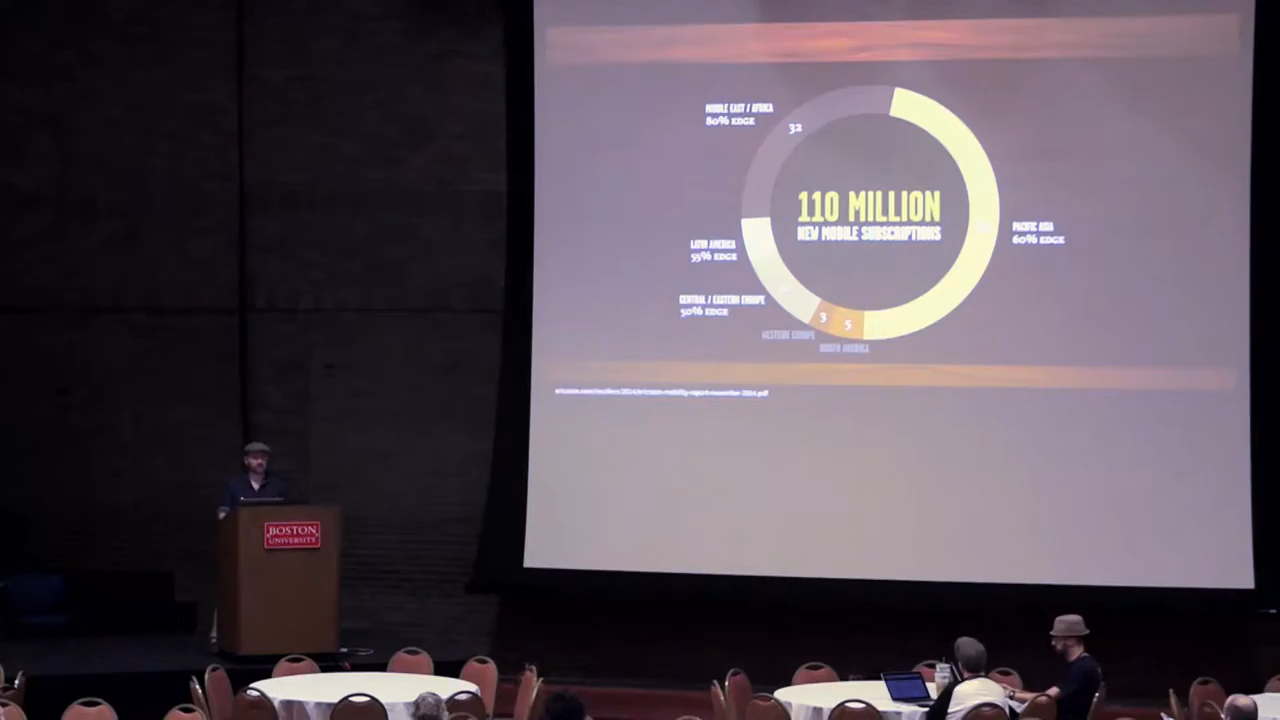 MIDDLE EAST / AFRICA
80% EDGE
32
110 MILLION
NEW MOBILE SUBSCRIPTIONS
PACIFIC ASIA
60% EDGE
LATIN AMERICA
55% EDGE
CENTRAL / EASTERN EUROPE
50% EDGE
3
5
WESTERN EUROPE
NORTH AMERICA
BOSTON
UNIVERSITY